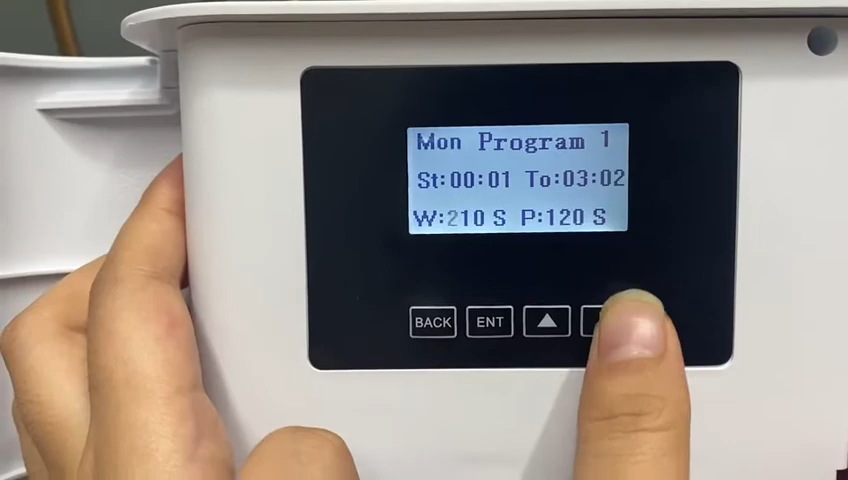 Mon Program 1
St:00:01 To:03:02
W:210 S P:120 S
BACK ENT